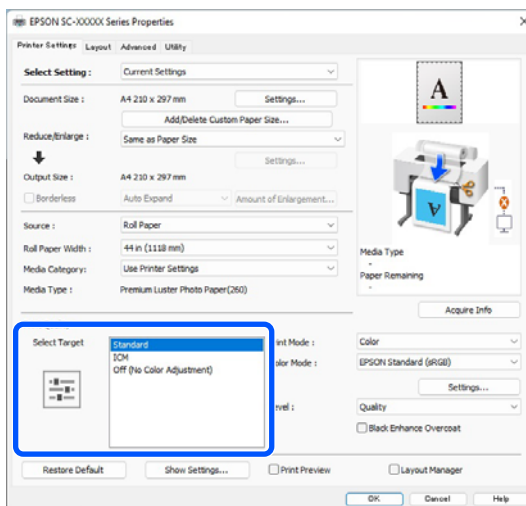 EPSON SC-XXXXX Series Properties
Printer Settings Layout Advanced Utility
Select Setting : Current Settings
Document Size : A4 210 x 297 mm Settings...
Add/Delete Custom Paper Size...
Reduce/Enlarge : Same as Paper Size
Settings...
Output Size : A4 210 x 297 mm
Borderless Auto Expand Amount of Enlargement...
Source : Roll Paper
Roll Paper Width : 44 in (1118 mm)
Media Category: Use Printer Settings
Media Type : Premium Luster Photo Paper(260)
A
Media Type
-
Paper Remaining
-
Acquire Info
Select Target Standard
ICM
Off (No Color Adjustment)
int Mode : Color
olor Mode : EPSON Standard (sRGB)
Settings...
evel : Quality
Black Enhance Overcoat
Restore Default Show Settings... Print Preview Layout Manager
OK Cancel Help